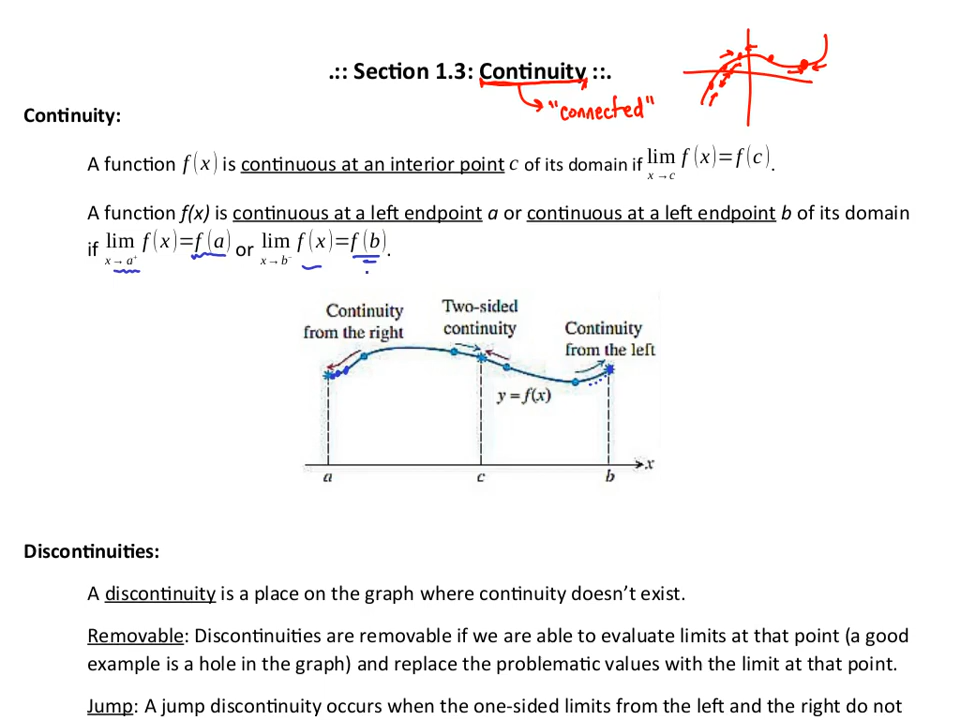 .:: Section 1.3: Continuity ::.
"connected"
Continuity:
A function f(x) is continuous at an interior point c of its domain if lim x→c f(x)=f(c).
A function f(x) is continuous at a left endpoint a or continuous at a left endpoint b of its domain
if lim x→a⁺ f(x)=f(a) or lim x→b⁻ f(x)=f(b).
Continuity
from the right
Two-sided
continuity
Continuity
from the left
y = f(x)
x
a
c
b
Discontinuities:
A discontinuity is a place on the graph where continuity doesn't exist.
Removable: Discontinuities are removable if we are able to evaluate limits at that point (a good
example is a hole in the graph) and replace the problematic values with the limit at that point.
Jump: A jump discontinuity occurs when the one-sided limits from the left and the right do not